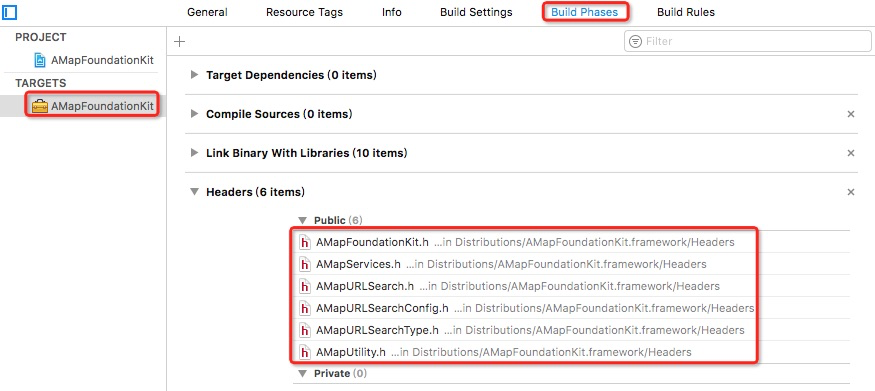 General Resource Tags Info Build Settings Build Phases Build Rules
PROJECT
AMapFoundationKit
TARGETS
AMapFoundationKit
Filter
Target Dependencies (0 items)
Compile Sources (0 items)
Link Binary With Libraries (10 items)
Headers (6 items)
Public (6)
AMapFoundationKit.h ...in Distributions/AMapFoundationKit.framework/Headers
AMapServices.h ...in Distributions/AMapFoundationKit.framework/Headers
AMapURLSearch.h ...in Distributions/AMapFoundationKit.framework/Headers
AMapURLSearchConfig.h ...in Distributions/AMapFoundationKit.framework/Headers
AMapURLSearchType.h ...in Distributions/AMapFoundationKit.framework/Headers
AMapUtility.h ...in Distributions/AMapFoundationKit.framework/Headers
Private (0)